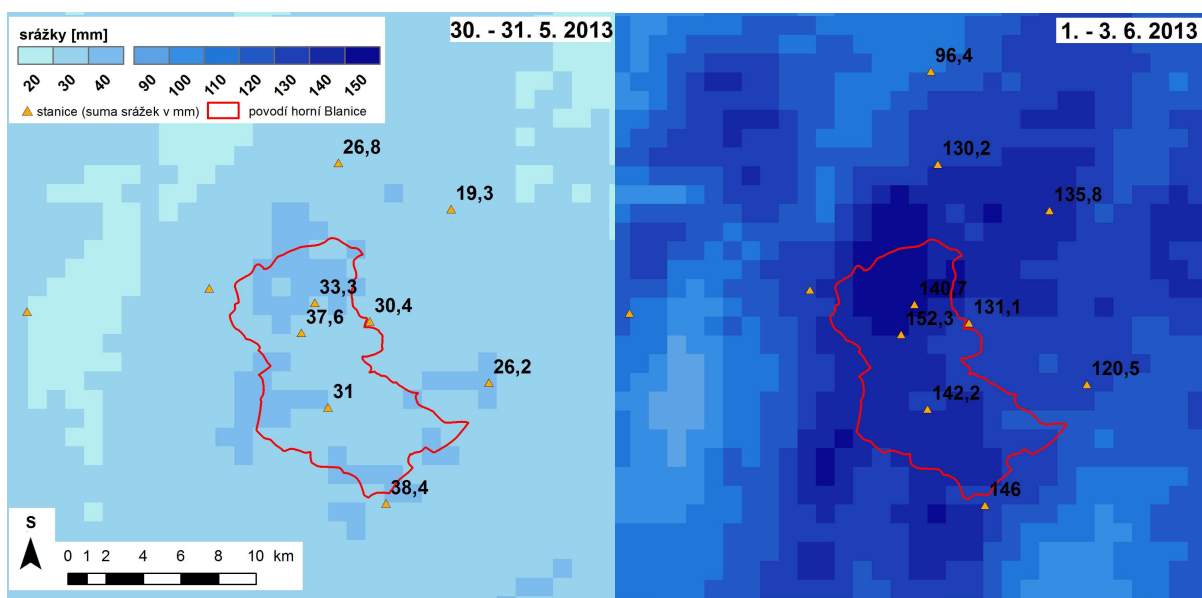 30. - 31. 5. 2013
1. - 3. 6. 2013
srážky [mm]
20 30 40 90 100 110 120 130 140 150
stanice (suma srážek v mm) povodí horní Blanice
26,8
19,3
33,3
30,4
37,6
26,2
31
38,4
S
0 1 2 4 6 8 10 km
96,4
130,2
135,8
140,7
131,1
152,3
120,5
142,2
146